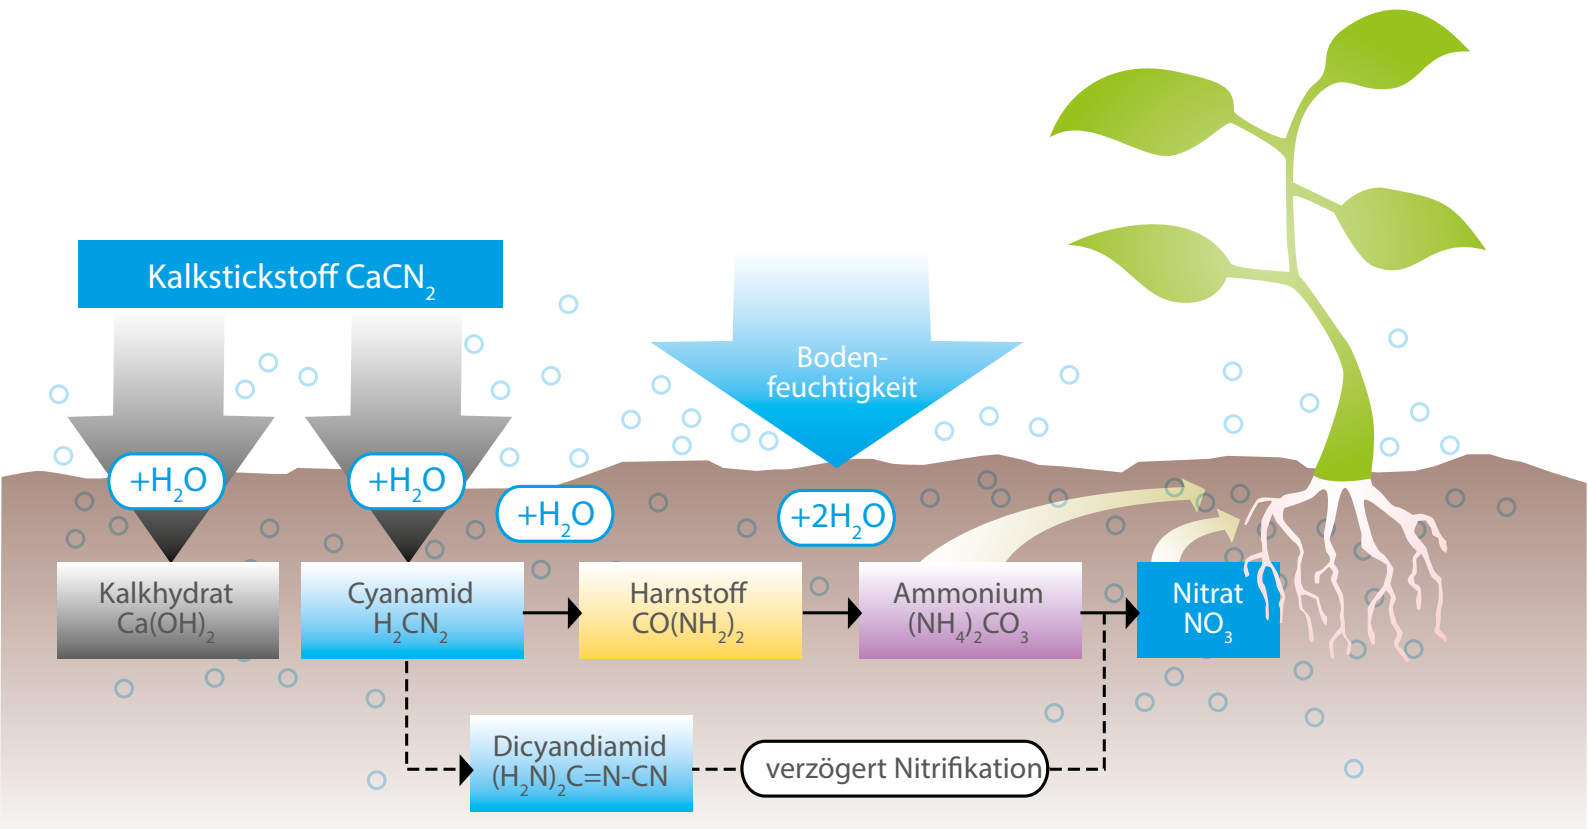 Kalkstickstoff CaCN₂
Boden-
feuchtigkeit
+H₂O
+H₂O
+H₂O
+2H₂O
Kalkhydrat
Ca(OH)₂
Cyanamid
H₂CN₂
Harnstoff
CO(NH₂)₂
Ammonium
(NH₄)₂CO₃
Nitrat
NO₃
Dicyandiamid
(H₂N)₂C=N-CN
verzögert Nitrifikation